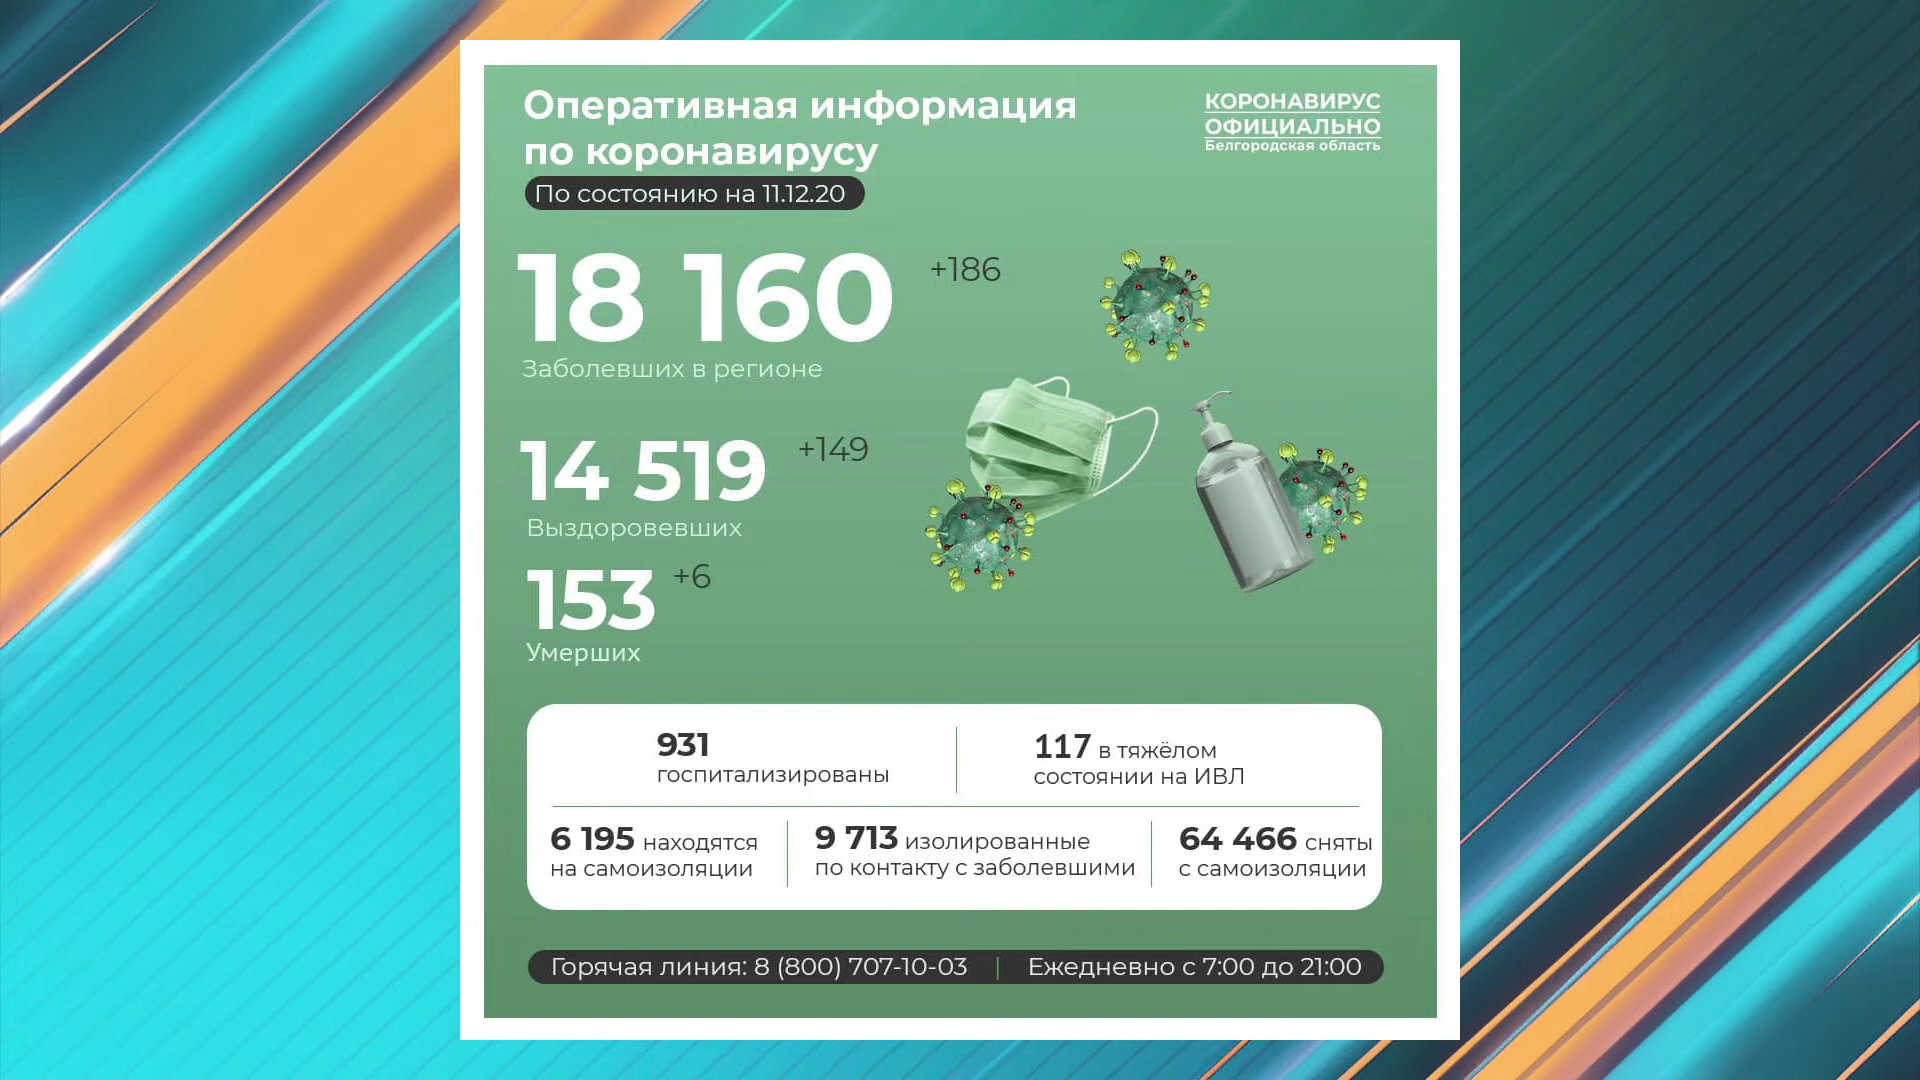 Оперативная информация
по коронавирусу
По состоянию на 11.12.20
КОРОНАВИРУС
ОФИЦИАЛЬНО
Белгородская область
18 160 +186
Заболевших в регионе
14 519 +149
Выздоровевших
153 +6
Умерших
931
госпитализированы
117 в тяжёлом
состоянии на ИВЛ
6 195 находятся
на самоизоляции
9 713 изолированные
по контакту с заболевшими
64 466 сняты
с самоизоляции
Горячая линия: 8 (800) 707-10-03 | Ежедневно с 7:00 до 21:00